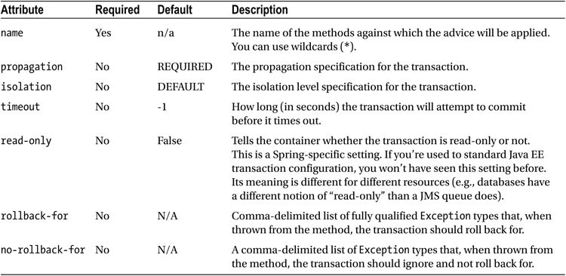 Attribute Required Default Description
name Yes n/a The name of the methods against which the advice will be applied.
You can use wildcards (*).
propagation No REQUIRED The propagation specification for the transaction.
isolation No DEFAULT The isolation level specification for the transaction.
timeout No -1 How long (in seconds) the transaction will attempt to commit
before it times out.
read-only No False Tells the container whether the transaction is read-only or not.
This is a Spring-specific setting. If you're used to standard Java EE
transaction configuration, you won't have seen this setting before.
Its meaning is different for different resources (e.g., databases have
a different notion of “read-only” than a JMS queue does).
rollback-for No N/A Comma-delimited list of fully qualified Exception types that, when
thrown from the method, the transaction should roll back for.
no-rollback-for No N/A A comma-delimited list of Exception types that, when thrown from
the method, the transaction should ignore and not roll back for.